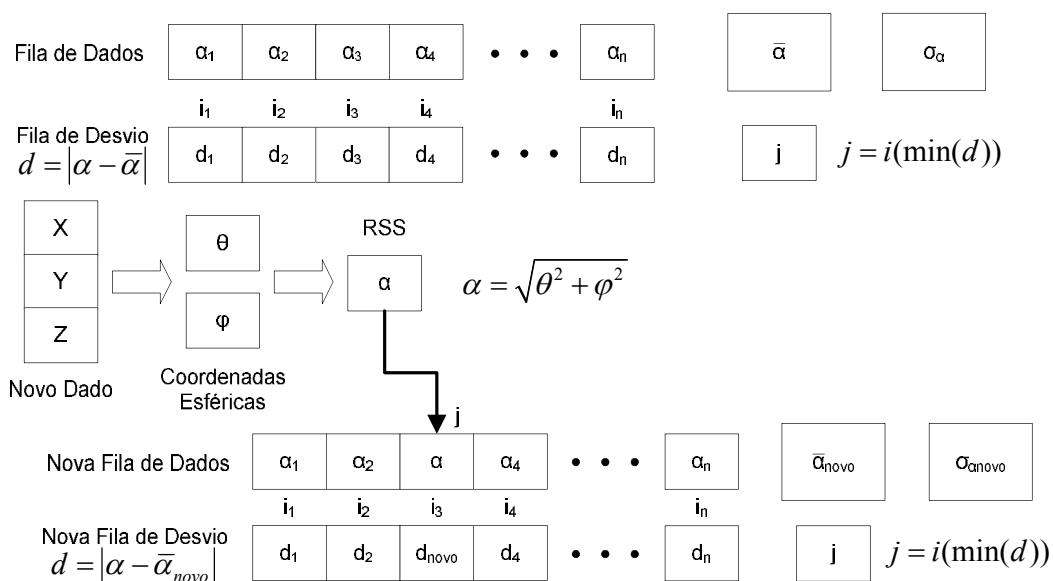 Fila de Dados α₁ α₂ α₃ α₄ • • • αₙ ᾱ σ_α
i₁ i₂ i₃ i₄ iₙ
Fila de Desvio
d = |α − ᾱ| d₁ d₂ d₃ d₄ • • • dₙ j j = i(min(d))
X
Y
Z
Novo Dado
θ
φ
Coordenadas
Esféricas
RSS
α
α = √θ² + φ²
j
Nova Fila de Dados α₁ α₂ α α₄ • • • αₙ ᾱnovo σαnovo
i₁ i₂ i₃ i₄ iₙ
Nova Fila de Desvio
d = |α − ᾱnovo| d₁ d₂ dnovo d₄ • • • dₙ j j = i(min(d))